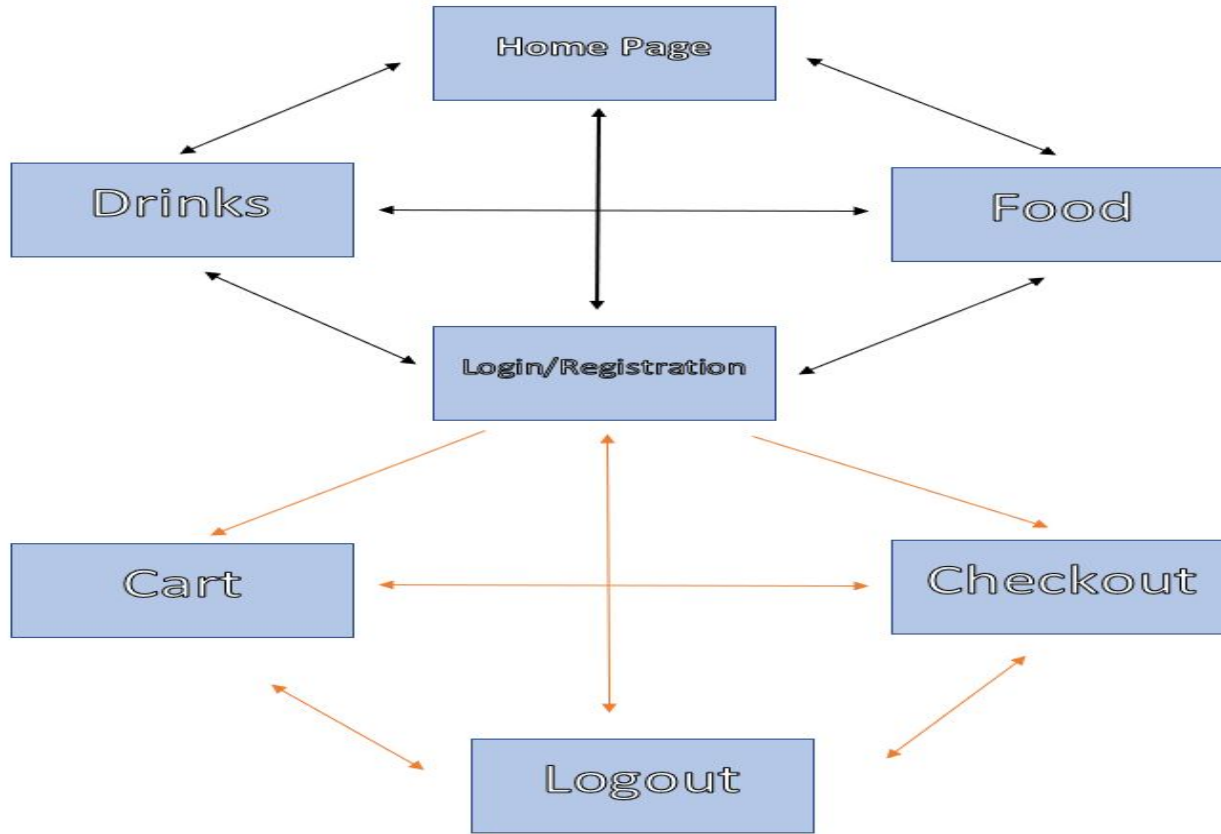 Home Page
Drinks
Food
Login/Registration
Cart
Checkout
Logout